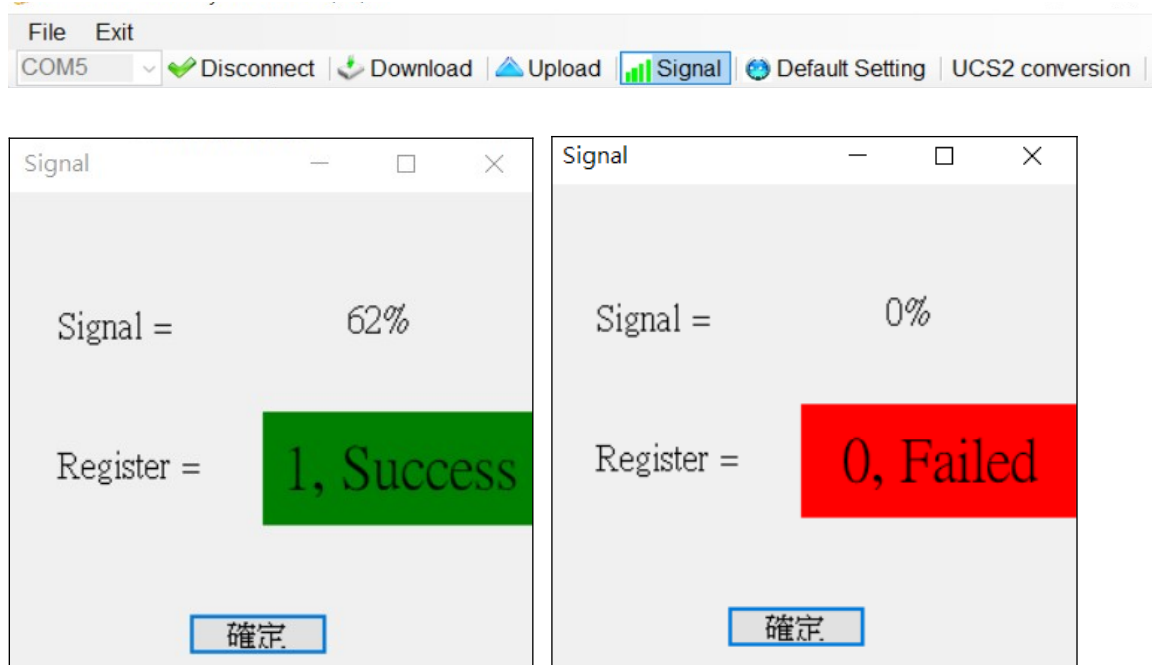 File Exit
COM5 Disconnect Download Upload Signal Default Setting UCS2 conversion
Signal
Signal = 62%
Register = 1, Success
確定
Signal
Signal = 0%
Register = 0, Failed
確定